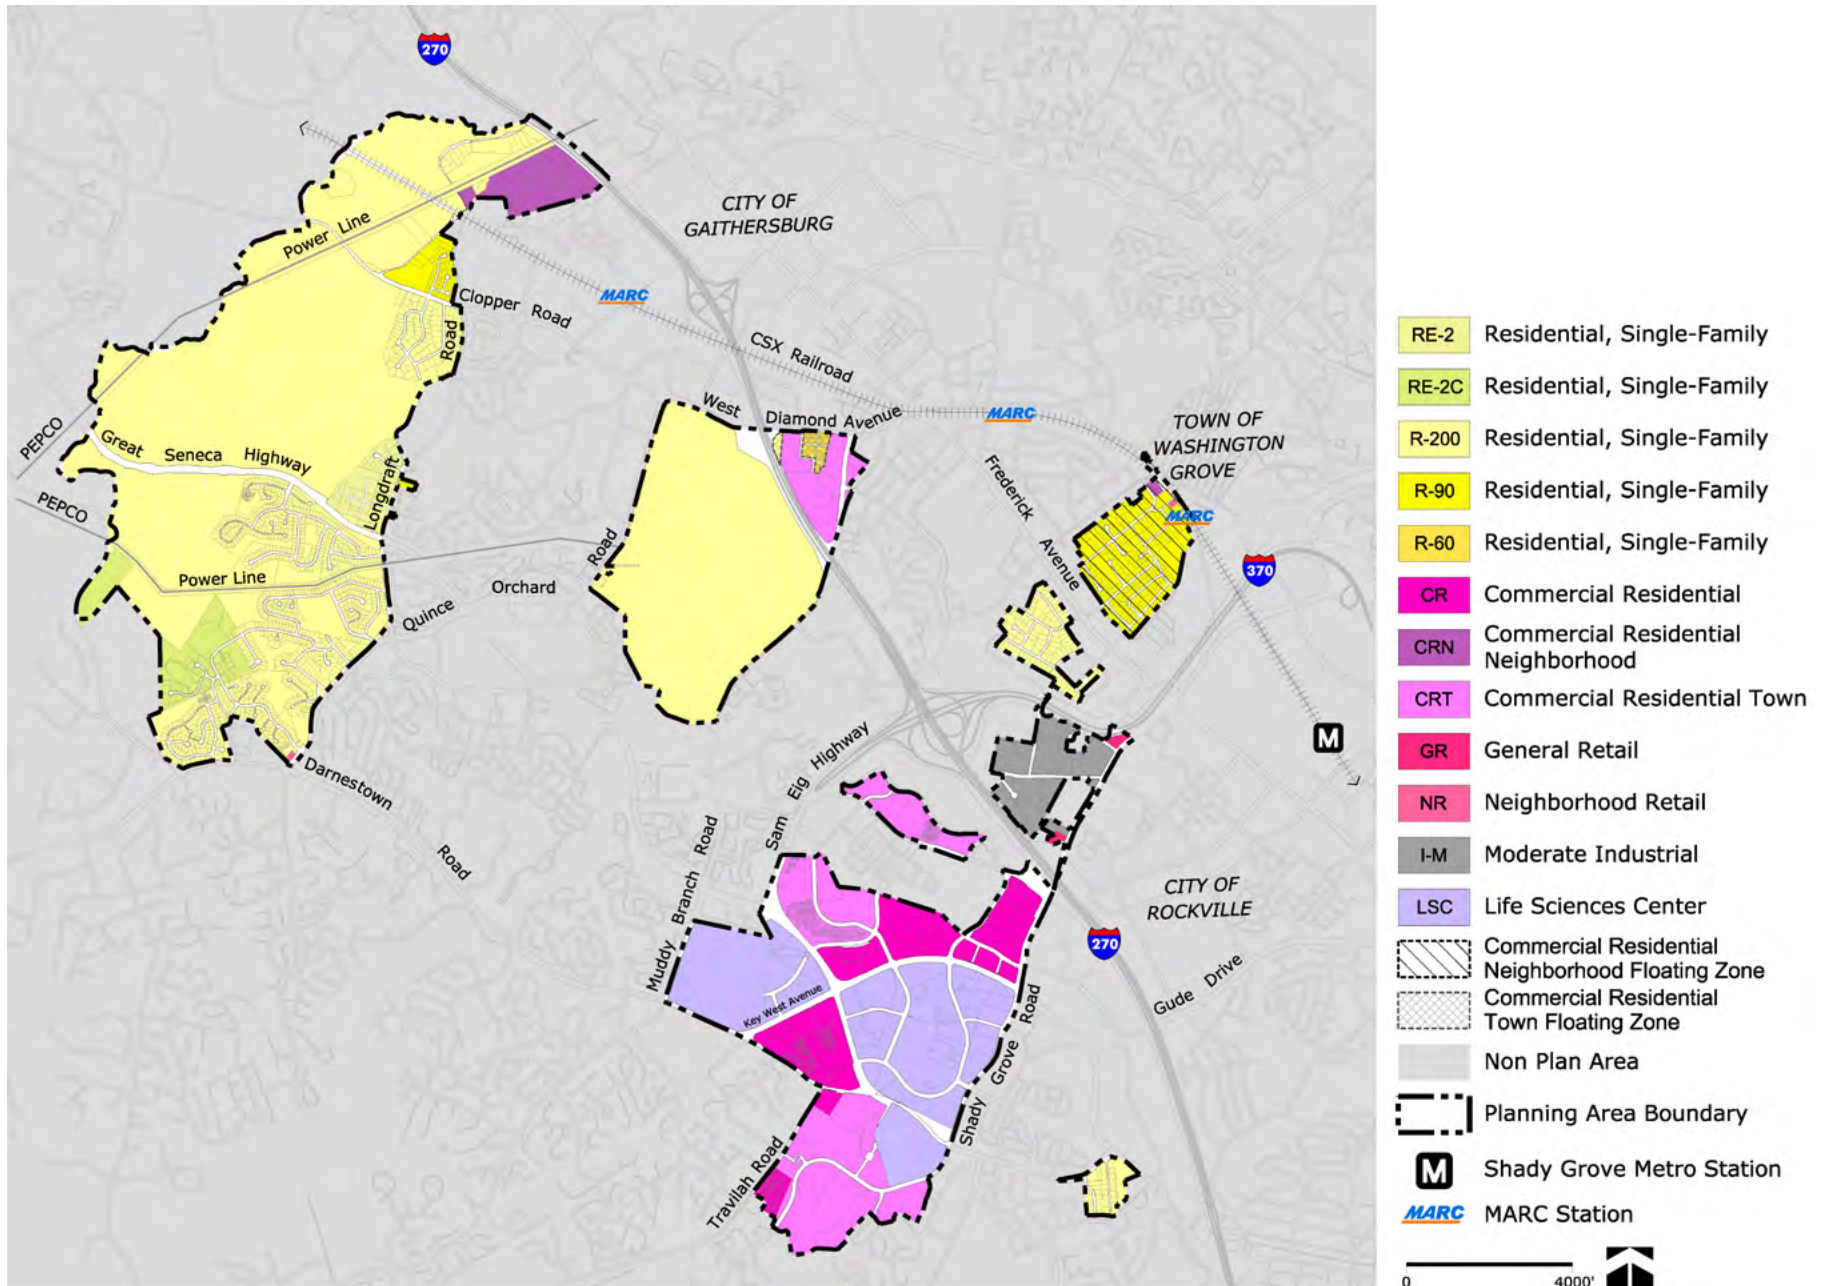 270
CITY OF
GAITHERSBURG
Power Line
MARC
Clopper Road
Road
CSX Railroad
West Diamond Avenue
MARC
TOWN OF
WASHINGTON
GROVE
PEPCO
Great Seneca Highway
Longdraft
Frederick Avenue
MARC
PEPCO
Power Line
Quince Orchard Road
370
Darnestown Road
Sam Eig Highway
M
Muddy Branch Road
CITY OF
ROCKVILLE
270
Key West Avenue
Gude Drive
Shady Grove Road
Travilah Road
RE-2 Residential, Single-Family
RE-2C Residential, Single-Family
R-200 Residential, Single-Family
R-90 Residential, Single-Family
R-60 Residential, Single-Family
CR Commercial Residential
CRN Commercial Residential
Neighborhood
CRT Commercial Residential Town
GR General Retail
NR Neighborhood Retail
I-M Moderate Industrial
LSC Life Sciences Center
Commercial Residential
Neighborhood Floating Zone
Commercial Residential
Town Floating Zone
Non Plan Area
Planning Area Boundary
M Shady Grove Metro Station
MARC MARC Station
0 4000'